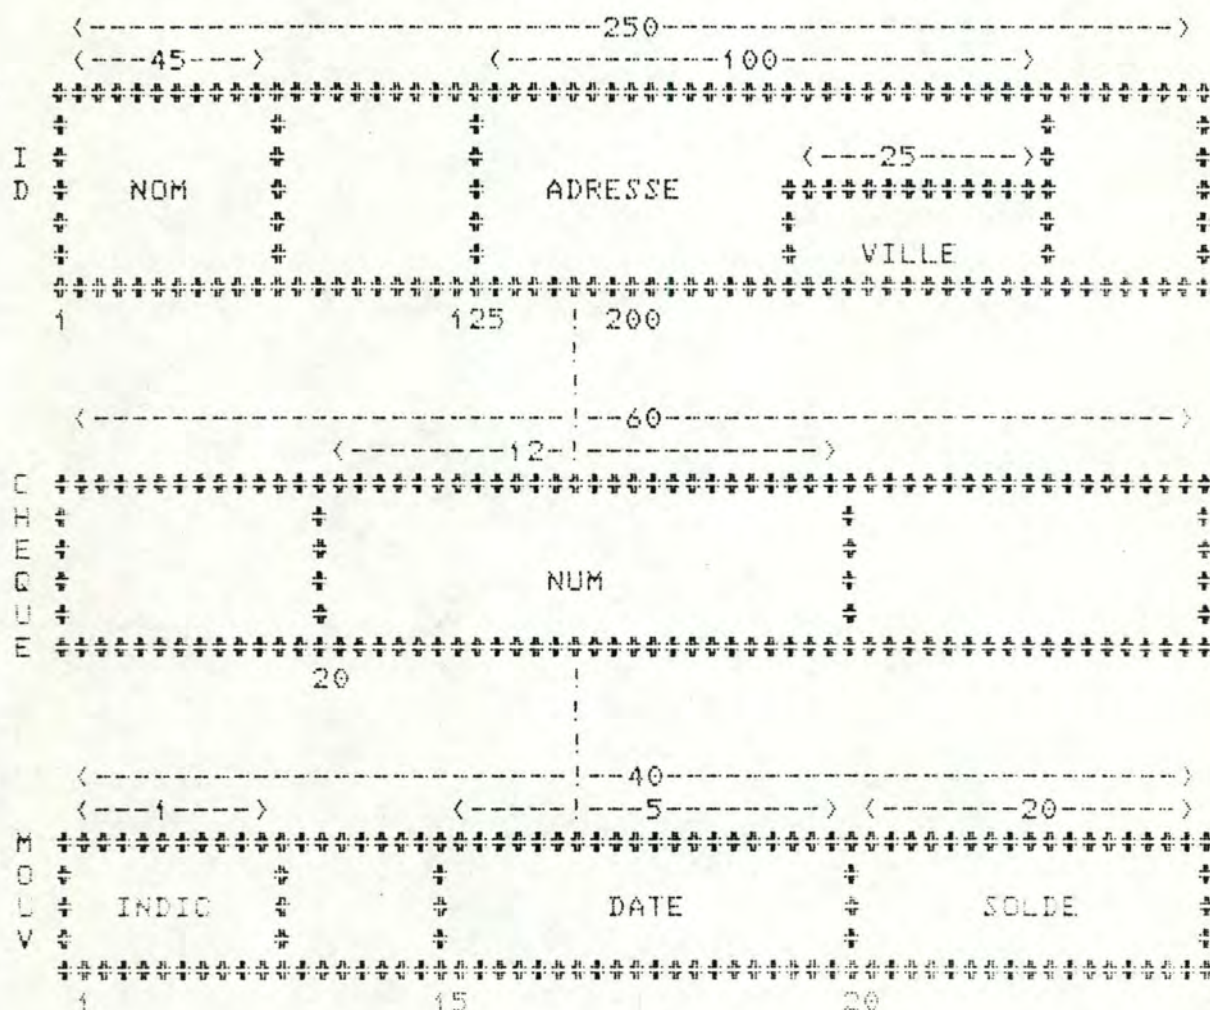 <-----------------------------250----------------------------->
<---45---> <--------------100-------------->
I
D NOM ADRESSE <---25------>
VILLE
1 125 ! 200
!
<--------------------------!--60----------------------------->
<--------12-!------------->
C
H
E
Q NUM
U
E
20 !
!
!
<--------------------------!--40----------------------------->
<---1----> <-----!---5--------> <-------20------->
M
O
U INDIC DATE SOLDE
V
1 15 20